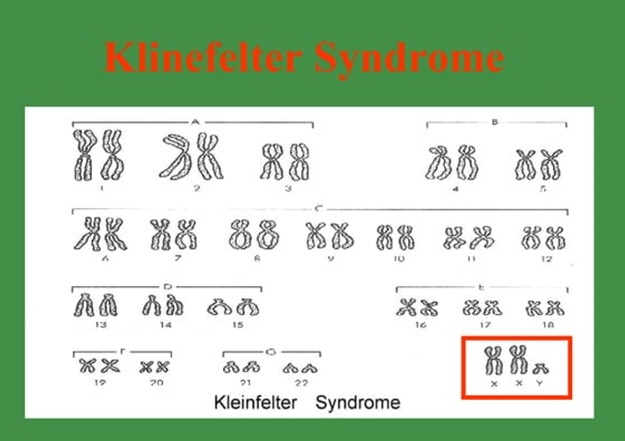 Klinefelter Syndrome
A B
1 2 3 4 5
C
6 7 8 9 10 11 12
D E
13 14 15 16 17 18
F G
19 20 21 22 X X Y
Kleinfelter Syndrome